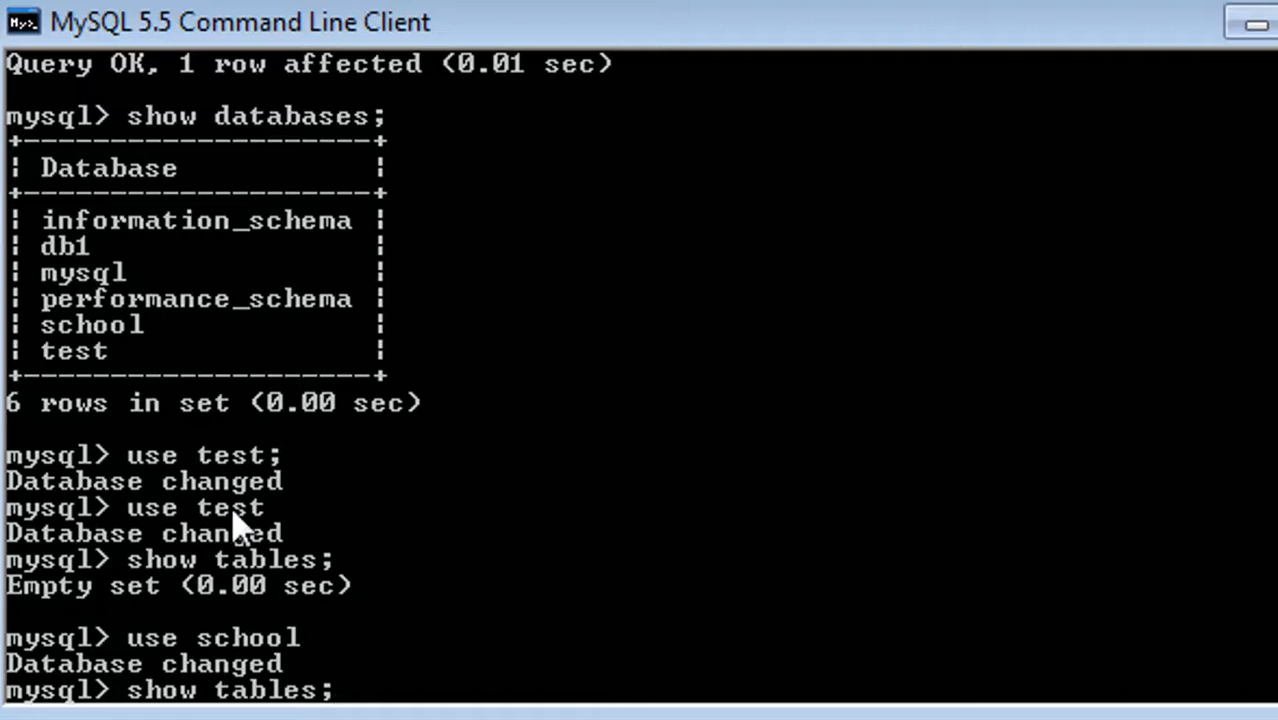 MySQL 5.5 Command Line Client
Query OK, 1 row affected (0.01 sec)
mysql> show databases;
+--------------------+
| Database           |
+--------------------+
| information_schema |
| db1                |
| mysql              |
| performance_schema |
| school             |
| test               |
+--------------------+
6 rows in set (0.00 sec)
mysql> use test;
Database changed
mysql> use test
Database changed
mysql> show tables;
Empty set (0.00 sec)
mysql> use school
Database changed
mysql> show tables;